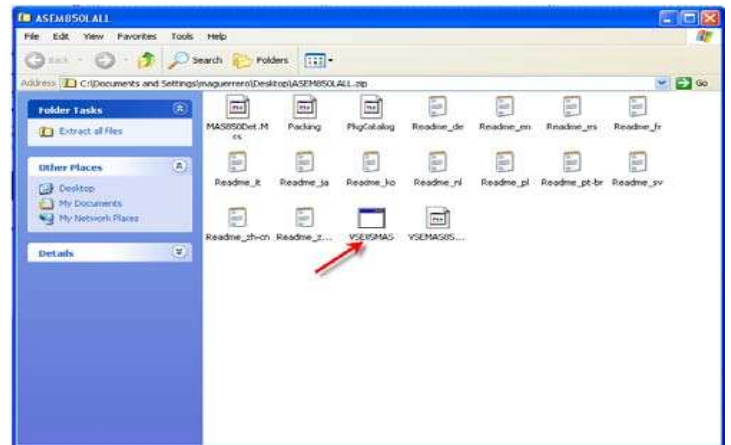 ASEM850LALL
File Edit View Favorites Tools Help
Back Search Folders
Address C:\Documents and Settings\maguerrero\Desktop\ASEM850LALL.zip Go
Folder Tasks
Extract all files
Other Places
Desktop
My Documents
My Network Places
Details
MAS850Det.M Packing PkgCatalog Readme_de Readme_en Readme_es Readme_fr
cs
Readme_it Readme_ja Readme_ko Readme_nl Readme_pl Readme_pt-br Readme_sv
Readme_zh-cn Readme_z... VSE85MAS VSEMAS85...